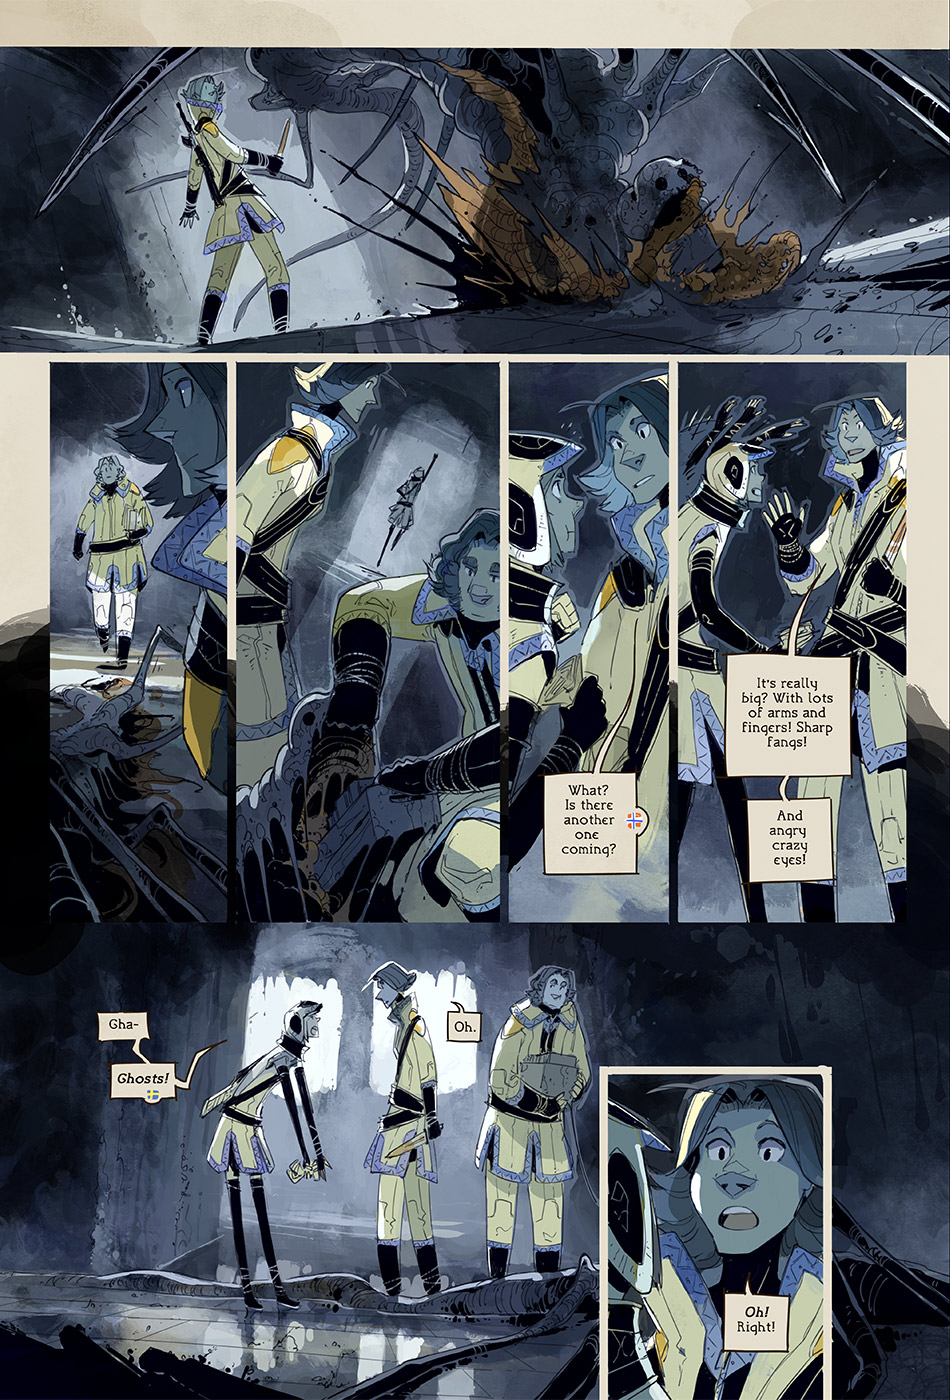 What?
Is there
another
one
coming?
It's really
big? With lots
of arms and
fingers! Sharp
fangs!
And
angry
crazy
eyes!
Gha-
Ghosts!
Oh.
Oh!
Right!